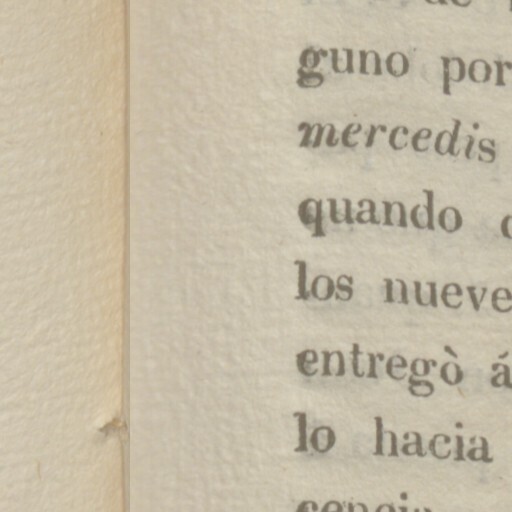 guno por
mercedis
quando
los nueve
entregò á
lo hacia